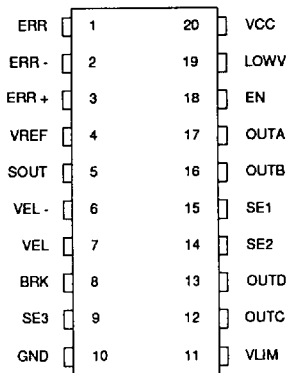 ERR 1 20 VCC
ERR - 2 19 LOWV
ERR + 3 18 EN
VREF 4 17 OUTA
SOUT 5 16 OUTB
VEL - 6 15 SE1
VEL 7 14 SE2
BRK 8 13 OUTD
SE3 9 12 OUTC
GND 10 11 VLIM